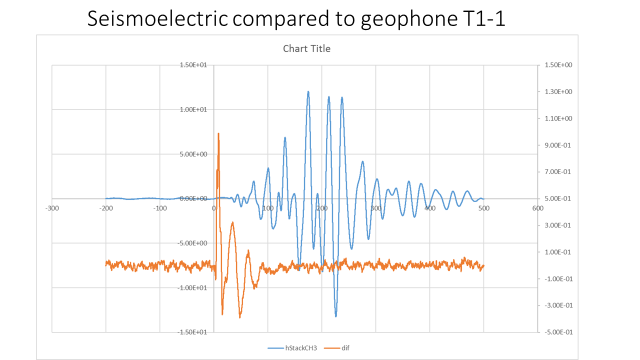 Seismoelectric compared to geophone T1-1
Chart Title
1.50E+01
1.00E+01
5.00E+00
0.00E+00
-5.00E+00
-1.00E+01
-1.50E+01
1.50E+00
1.30E+00
1.10E+00
9.00E-01
7.00E-01
5.00E-01
3.00E-01
1.00E-01
-1.00E-01
-3.00E-01
-5.00E-01
-300 -200 -100 0 100 200 300 400 500 600
hStackCH3 dif